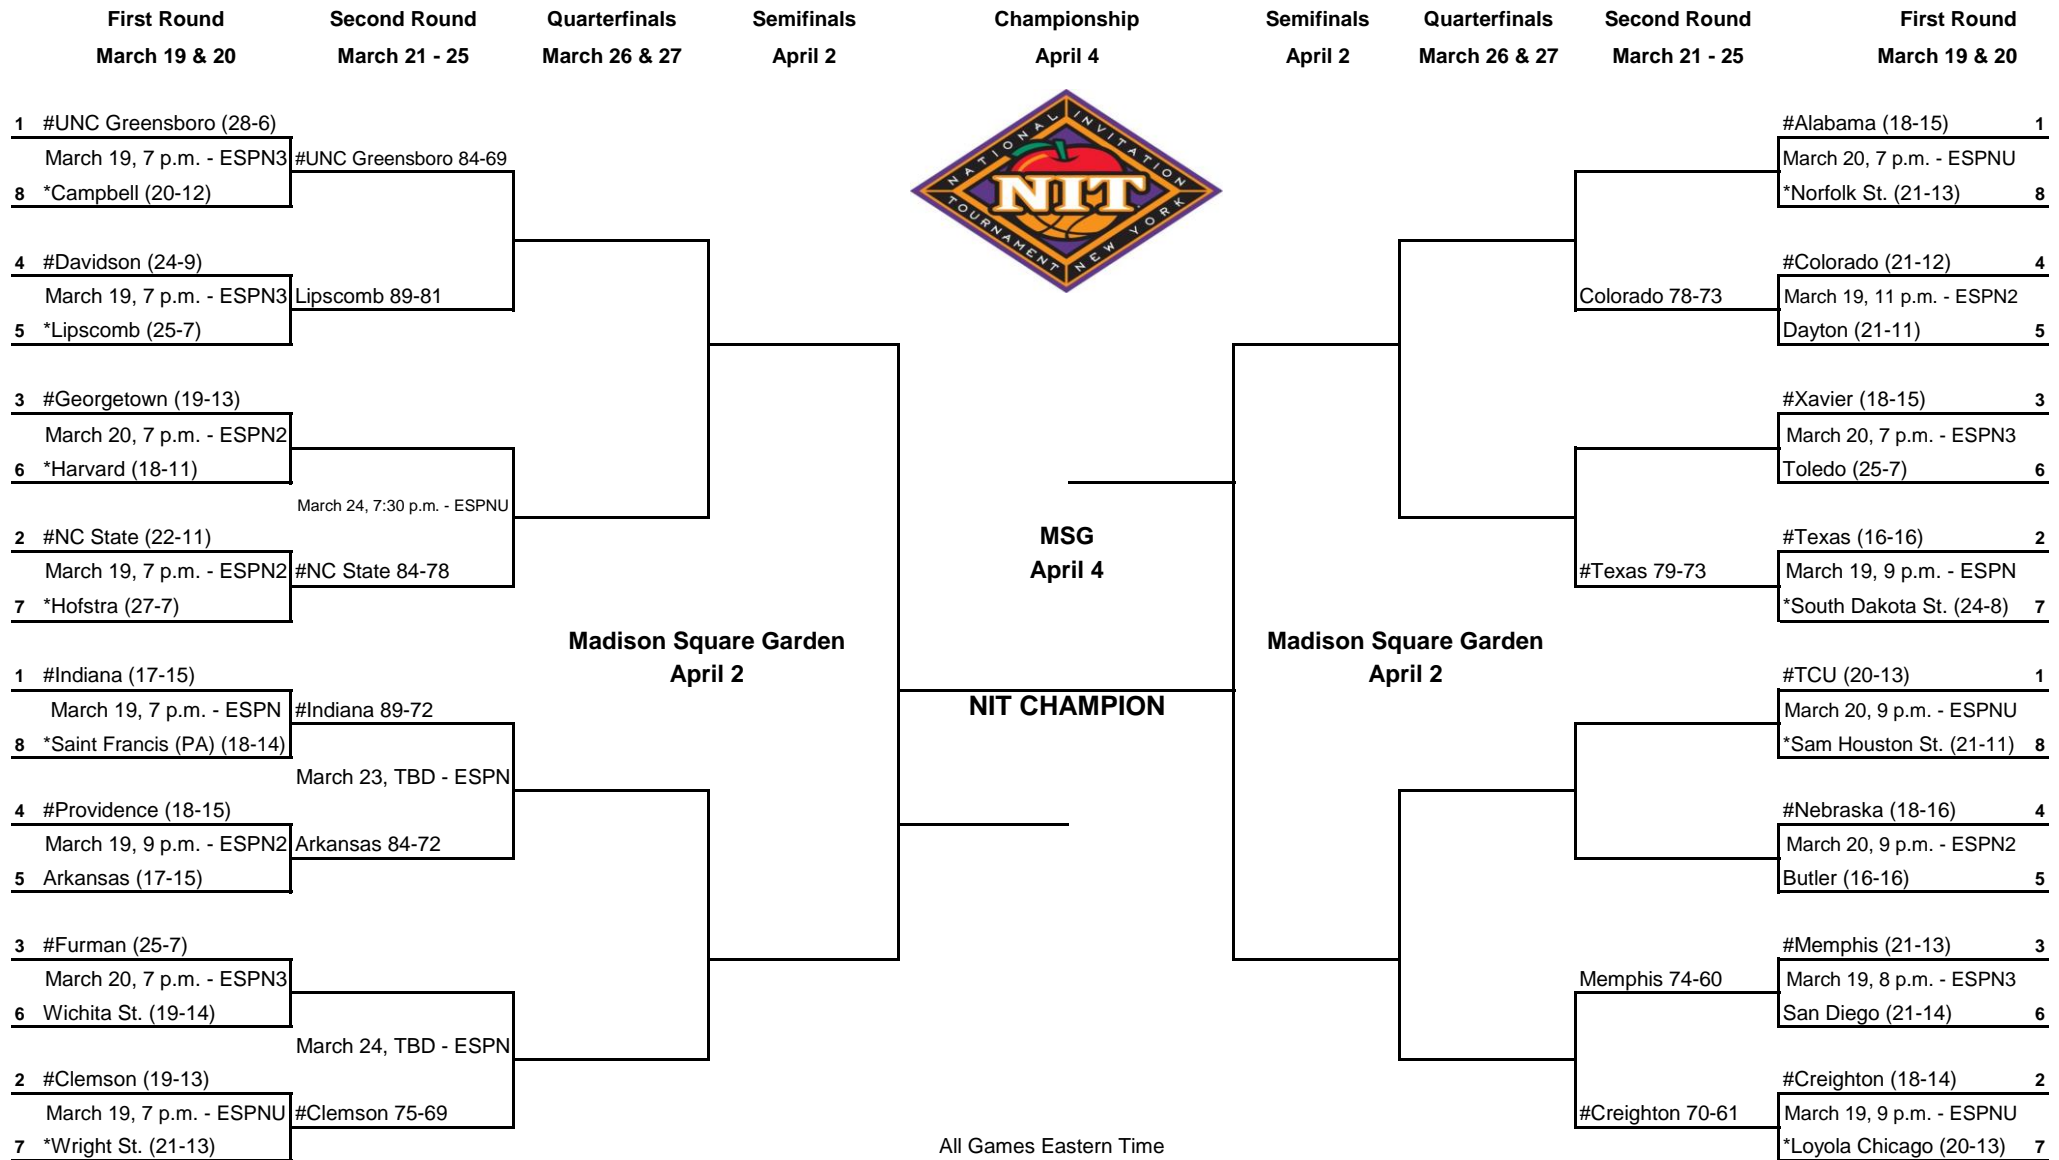 First Round
Second Round
Quarterfinals
Semifinals
Championship
Semifinals
Quarterfinals
Second Round
First Round
March 19 & 20
March 21 - 25
March 26 & 27
April 2
April 4
April 2
March 26 & 27
March 21 - 25
March 19 & 20
1 #UNC Greensboro (28-6)
March 19, 7 p.m. - ESPN3
#UNC Greensboro 84-69
8 *Campbell (20-12)
4 #Davidson (24-9)
March 19, 7 p.m. - ESPN3
Lipscomb 89-81
5 *Lipscomb (25-7)
3 #Georgetown (19-13)
March 20, 7 p.m. - ESPN2
6 *Harvard (18-11)
March 24, 7:30 p.m. - ESPNU
2 #NC State (22-11)
March 19, 7 p.m. - ESPN2
#NC State 84-78
7 *Hofstra (27-7)
Madison Square Garden
April 2
1 #Indiana (17-15)
March 19, 7 p.m. - ESPN
#Indiana 89-72
8 *Saint Francis (PA) (18-14)
March 23, TBD - ESPN
4 #Providence (18-15)
March 19, 9 p.m. - ESPN2
Arkansas 84-72
5 Arkansas (17-15)
3 #Furman (25-7)
March 20, 7 p.m. - ESPN3
6 Wichita St. (19-14)
March 24, TBD - ESPN
2 #Clemson (19-13)
March 19, 7 p.m. - ESPNU
#Clemson 75-69
7 *Wright St. (21-13)
NATIONAL INVITATION
NIT
TOURNAMENT NEW YORK
MSG
April 4
NIT CHAMPION
All Games Eastern Time
#Alabama (18-15) 1
March 20, 7 p.m. - ESPNU
*Norfolk St. (21-13) 8
#Colorado (21-12) 4
Colorado 78-73
March 19, 11 p.m. - ESPN2
Dayton (21-11) 5
#Xavier (18-15) 3
March 20, 7 p.m. - ESPN3
Toledo (25-7) 6
#Texas (16-16) 2
#Texas 79-73
March 19, 9 p.m. - ESPN
*South Dakota St. (24-8) 7
Madison Square Garden
April 2
#TCU (20-13) 1
March 20, 9 p.m. - ESPNU
*Sam Houston St. (21-11) 8
#Nebraska (18-16) 4
March 20, 9 p.m. - ESPN2
Butler (16-16) 5
#Memphis (21-13) 3
Memphis 74-60
March 19, 8 p.m. - ESPN3
San Diego (21-14) 6
#Creighton (18-14) 2
#Creighton 70-61
March 19, 9 p.m. - ESPNU
*Loyola Chicago (20-13) 7